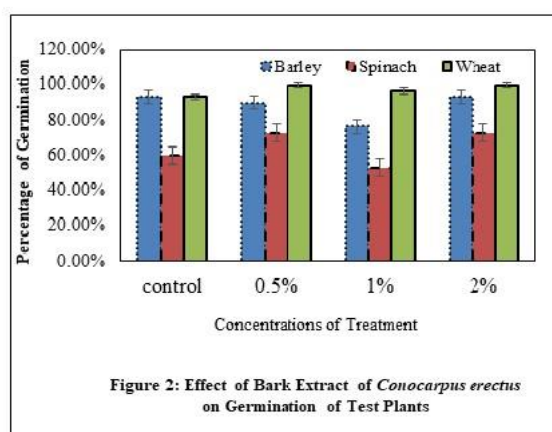 120.00%
100.00%
80.00%
60.00%
40.00%
20.00%
0.00%
Percentage of Germination
Barley Spinach Wheat
control 0.5% 1% 2%
Concentrations of Treatment
Figure 2: Effect of Bark Extract of Conocarpus erectus
on Germination of Test Plants